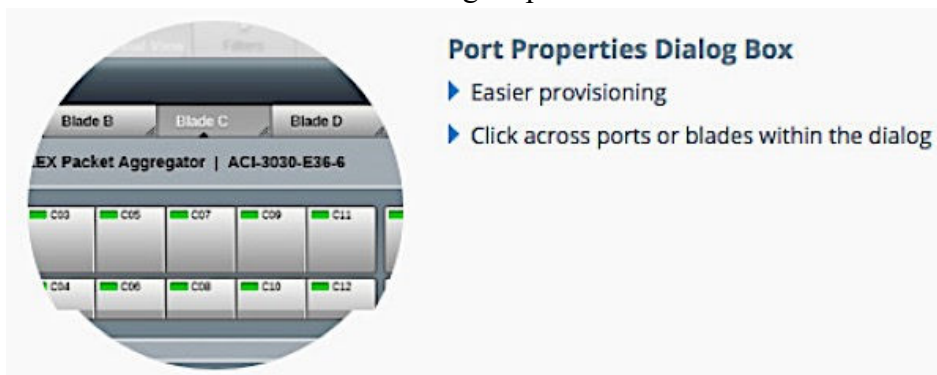 Filters
Port Properties Dialog Box
Easier provisioning
Click across ports or blades within the dialog
Blade B
Blade C
Blade D
EX Packet Aggregator | ACI-3030-E36-6
C03 C05 C07 C09 C11
C04 C06 C08 C10 C12